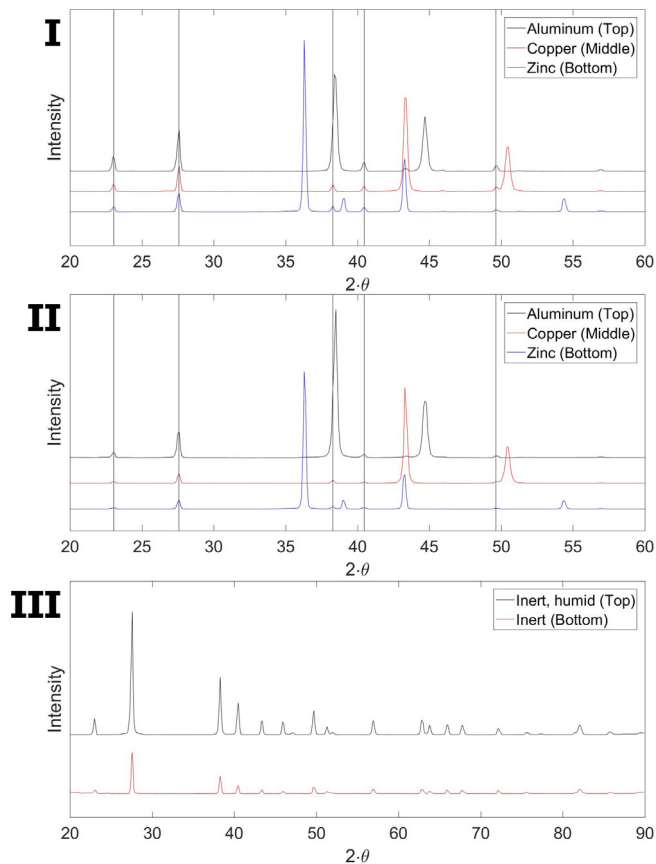 I
Aluminum (Top)
Copper (Middle)
Zinc (Bottom)
Intensity
20 25 30 35 40 45 50 55 60
2·θ
II
Aluminum (Top)
Copper (Middle)
Zinc (Bottom)
Intensity
20 25 30 35 40 45 50 55 60
2·θ
III
Inert, humid (Top)
Inert (Bottom)
Intensity
20 30 40 50 60 70 80 90
2·θ